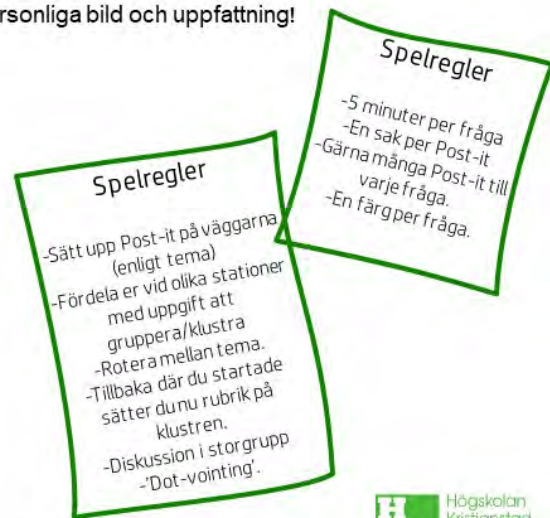 rsonliga bild och uppfattning!
Spelregler
-5 minuter per fråga
-En sak per Post-it
-Gärna många Post-it till
varje fråga.
-En färg per fråga.
Spelregler
-Sätt upp Post-it på väggarna
(enligt tema)
-Fördela er vid olika stationer
med uppgift att
gruppera/klustra
-Rotera mellan tema.
-Tillbaka där du startade
sätter du nu rubrik på
klustren.
-Diskussion i storgrupp
-'Dot-vointing'.
Högskolan
Kristianstad